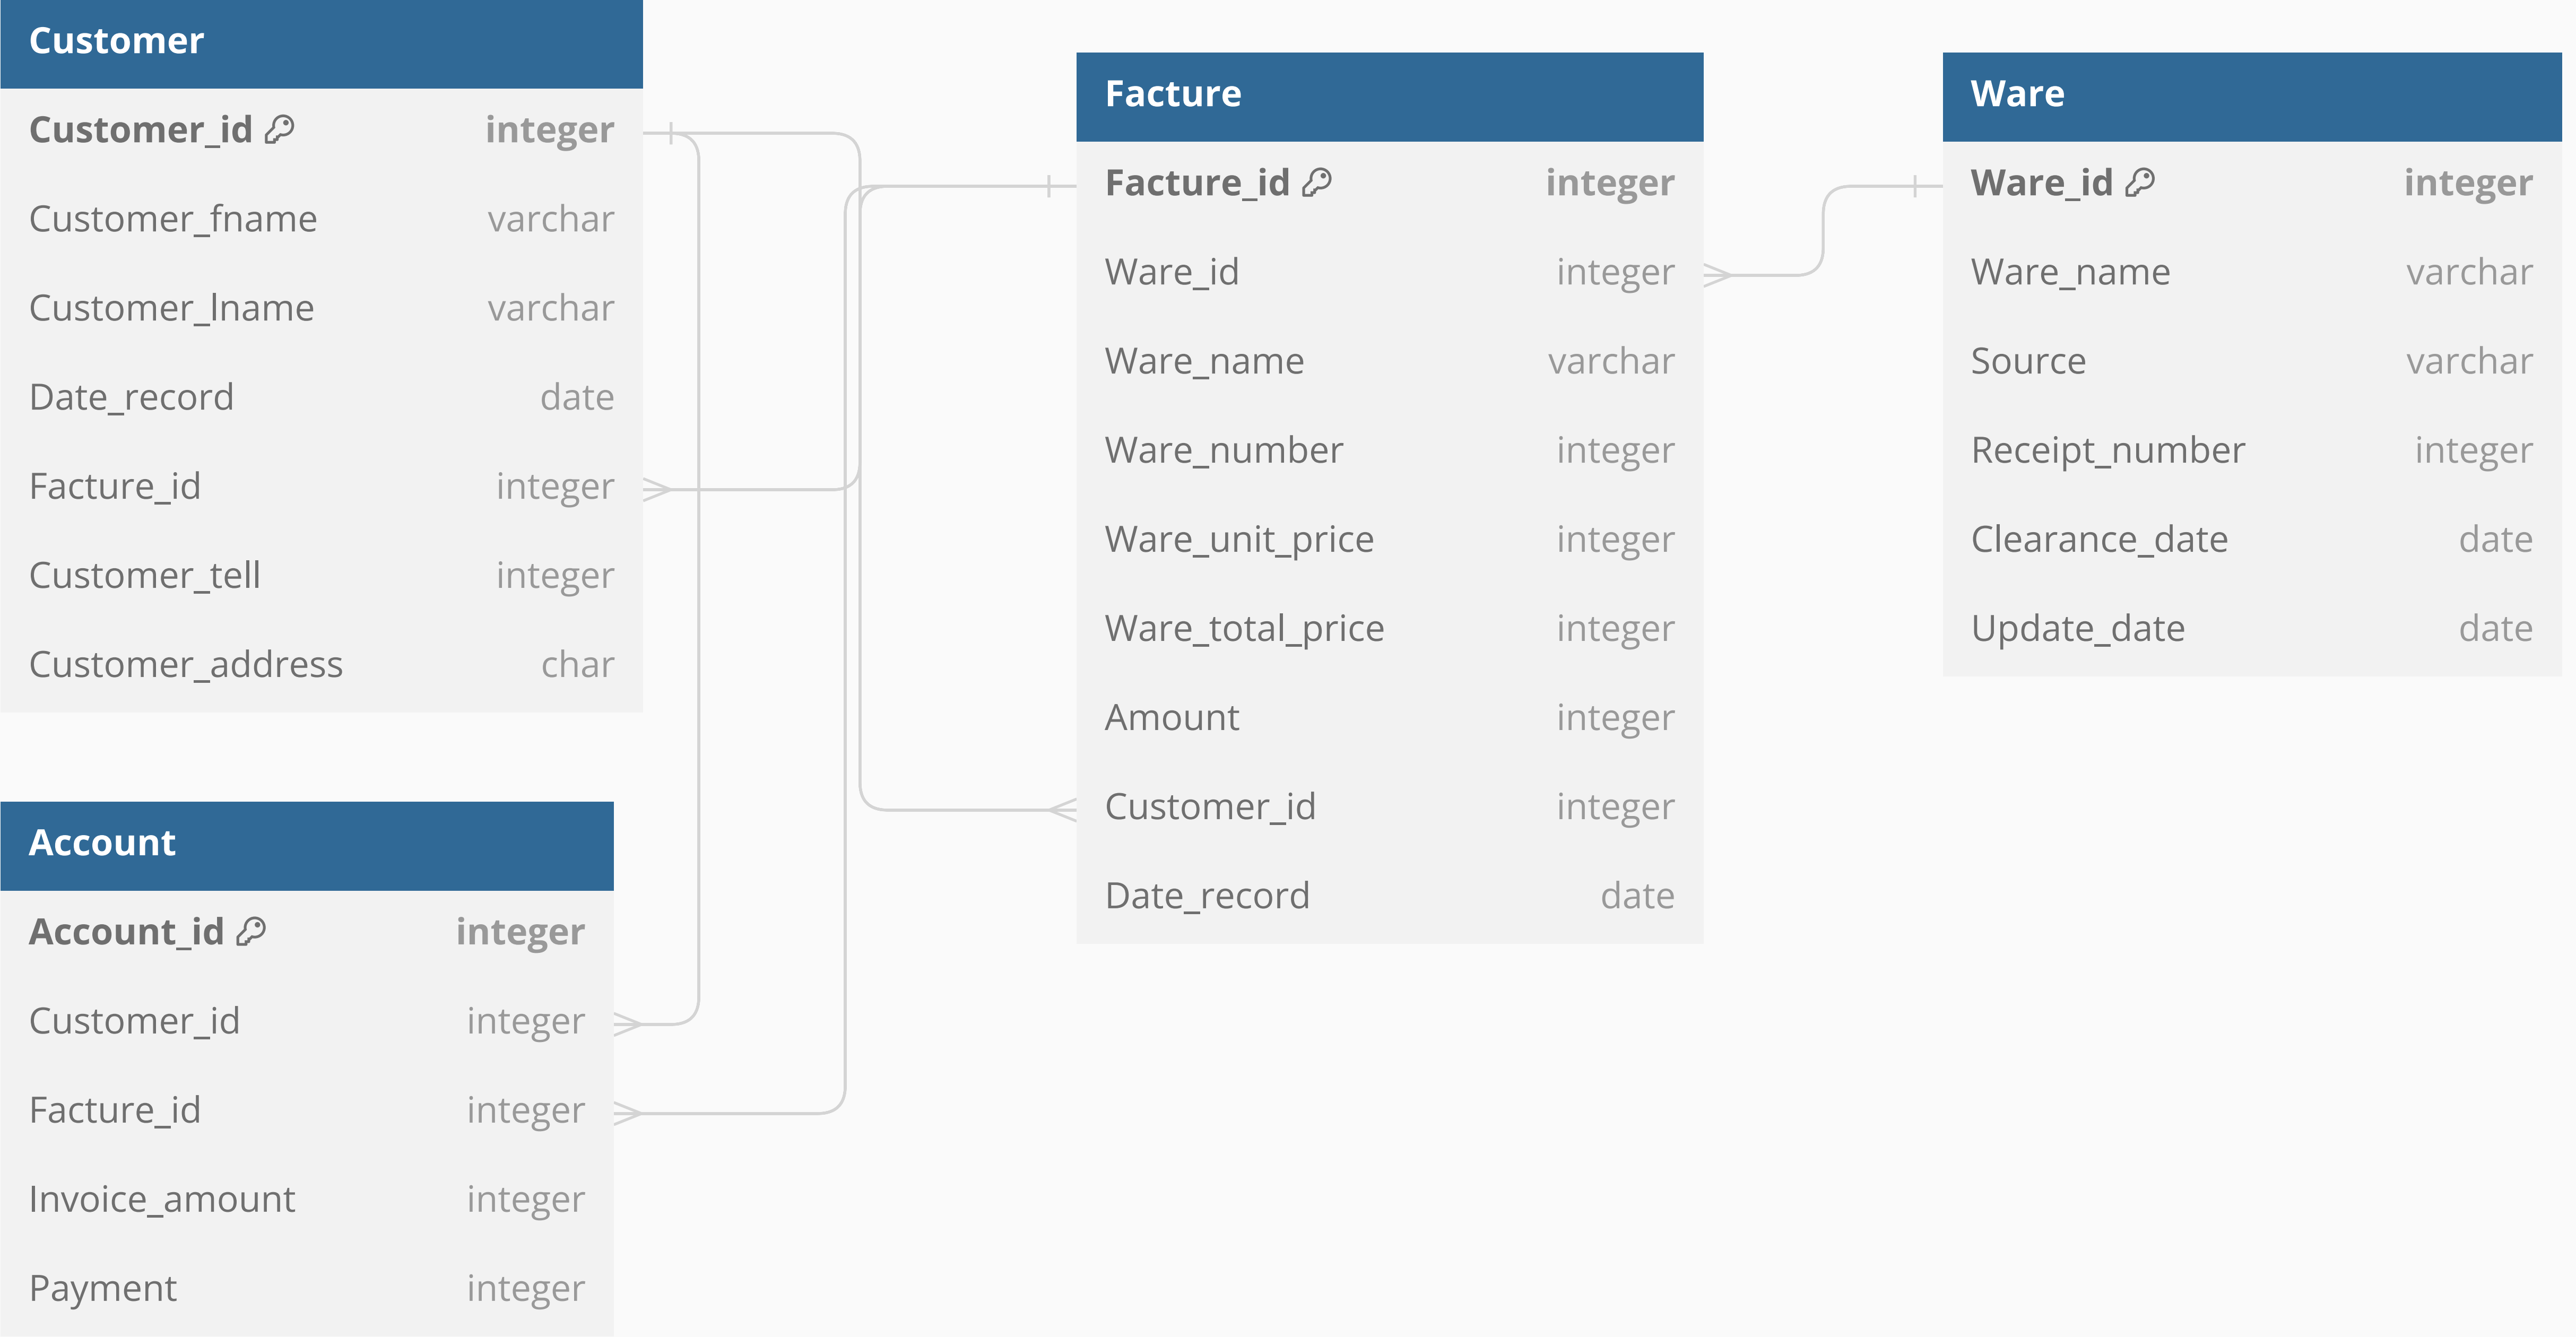 Customer
Customer_id integer
Customer_fname varchar
Customer_lname varchar
Date_record date
Facture_id integer
Customer_tell integer
Customer_address char
Account
Account_id integer
Customer_id integer
Facture_id integer
Invoice_amount integer
Payment integer
Facture
Facture_id integer
Ware_id integer
Ware_name varchar
Ware_number integer
Ware_unit_price integer
Ware_total_price integer
Amount integer
Customer_id integer
Date_record date
Ware
Ware_id integer
Ware_name varchar
Source varchar
Receipt_number integer
Clearance_date date
Update_date date